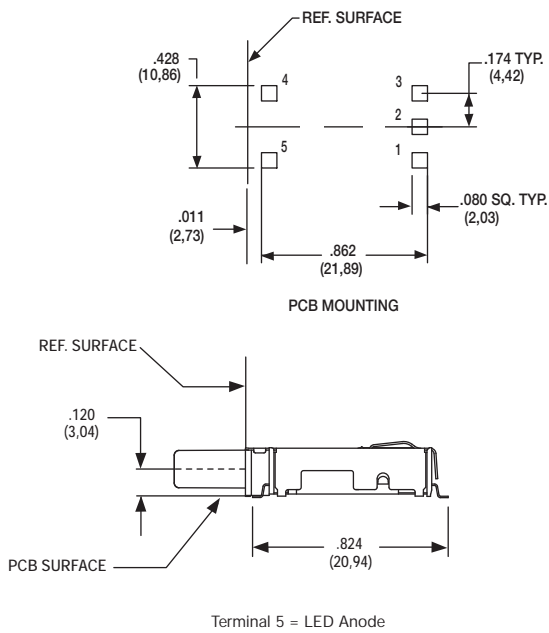 REF. SURFACE
.428
(10,86)
.174 TYP.
(4,42)
4
3
2
5
1
.011
(2,73)
.080 SQ. TYP.
(2,03)
.862
(21,89)
PCB MOUNTING
REF. SURFACE
.120
(3,04)
PCB SURFACE
.824
(20,94)
Terminal 5 = LED Anode